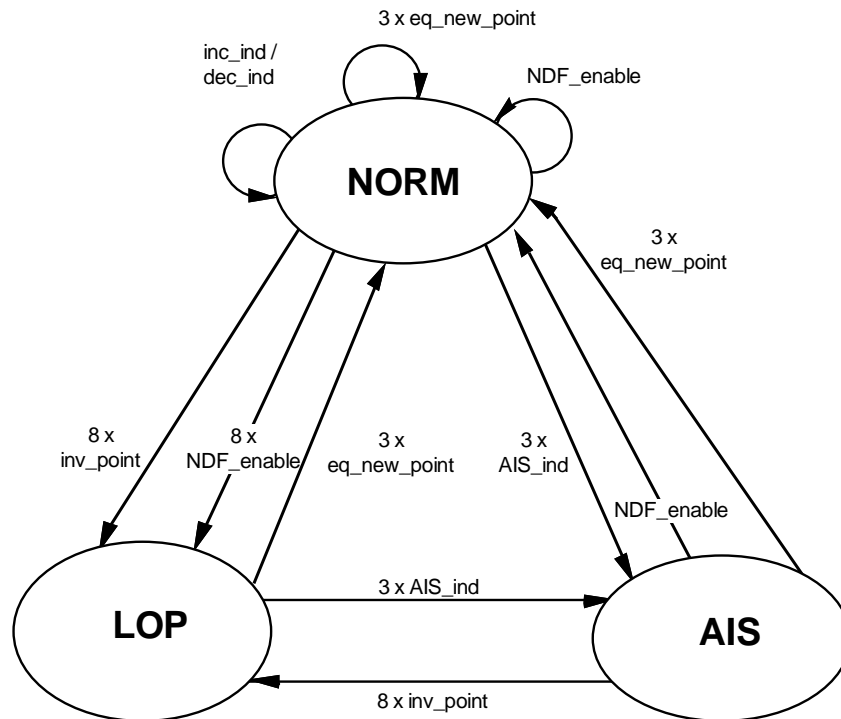 3 x eq_new_point
inc_ind /
dec_ind
NDF_enable
NORM
3 x
eq_new_point
8 x
inv_point
8 x
NDF_enable
3 x
eq_new_point
3 x
AIS_ind
NDF_enable
LOP
3 x AIS_ind
AIS
8 x inv_point